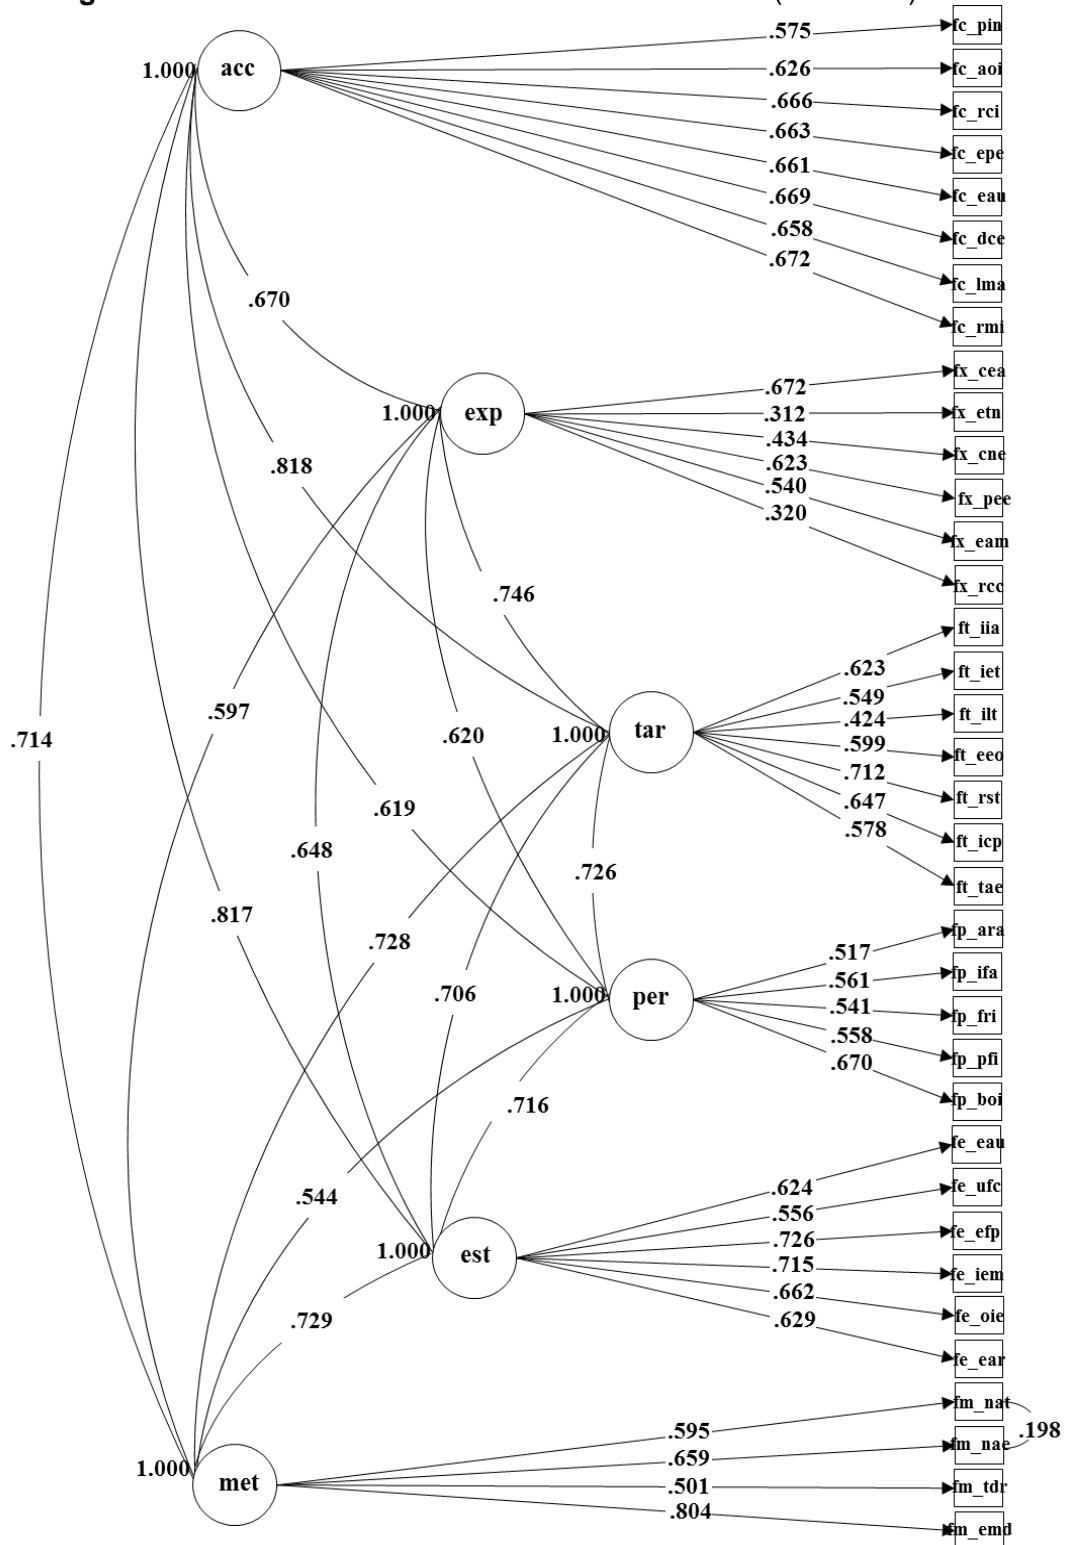 fc_pin
.575
acc
1.000
.626
fc_aoi
.666
fc_rci
.663
fc_epe
.661
fc_eau
.669
fc_dce
.658
fc_lma
.672
fc_rmi
.670
fx_cea
.672
exp
1.000
.312
fx_etn
.434
fx_cne
.623
fx_pee
.540
fx_eam
.320
fx_rcc
.818
.746
ft_iia
.623
ft_iet
.549
ft_ilt
.424
tar
1.000
.599
ft_eeo
.712
ft_rst
.647
ft_icp
.578
ft_tae
.597
.714
.620
.619
.648
.726
.817
.728
fp_ara
.517
fp_ifa
.561
per
1.000
.541
fp_fri
.558
fp_pfi
.670
fp_boi
.706
.716
fe_eau
.624
fe_ufc
.556
.544
fe_efp
.726
est
1.000
.715
fe_iem
.662
fe_oie
.629
fe_ear
.729
fm_nat
.595
.198
fm_nae
.659
met
1.000
.501
fm_tdr
.804
fm_emd